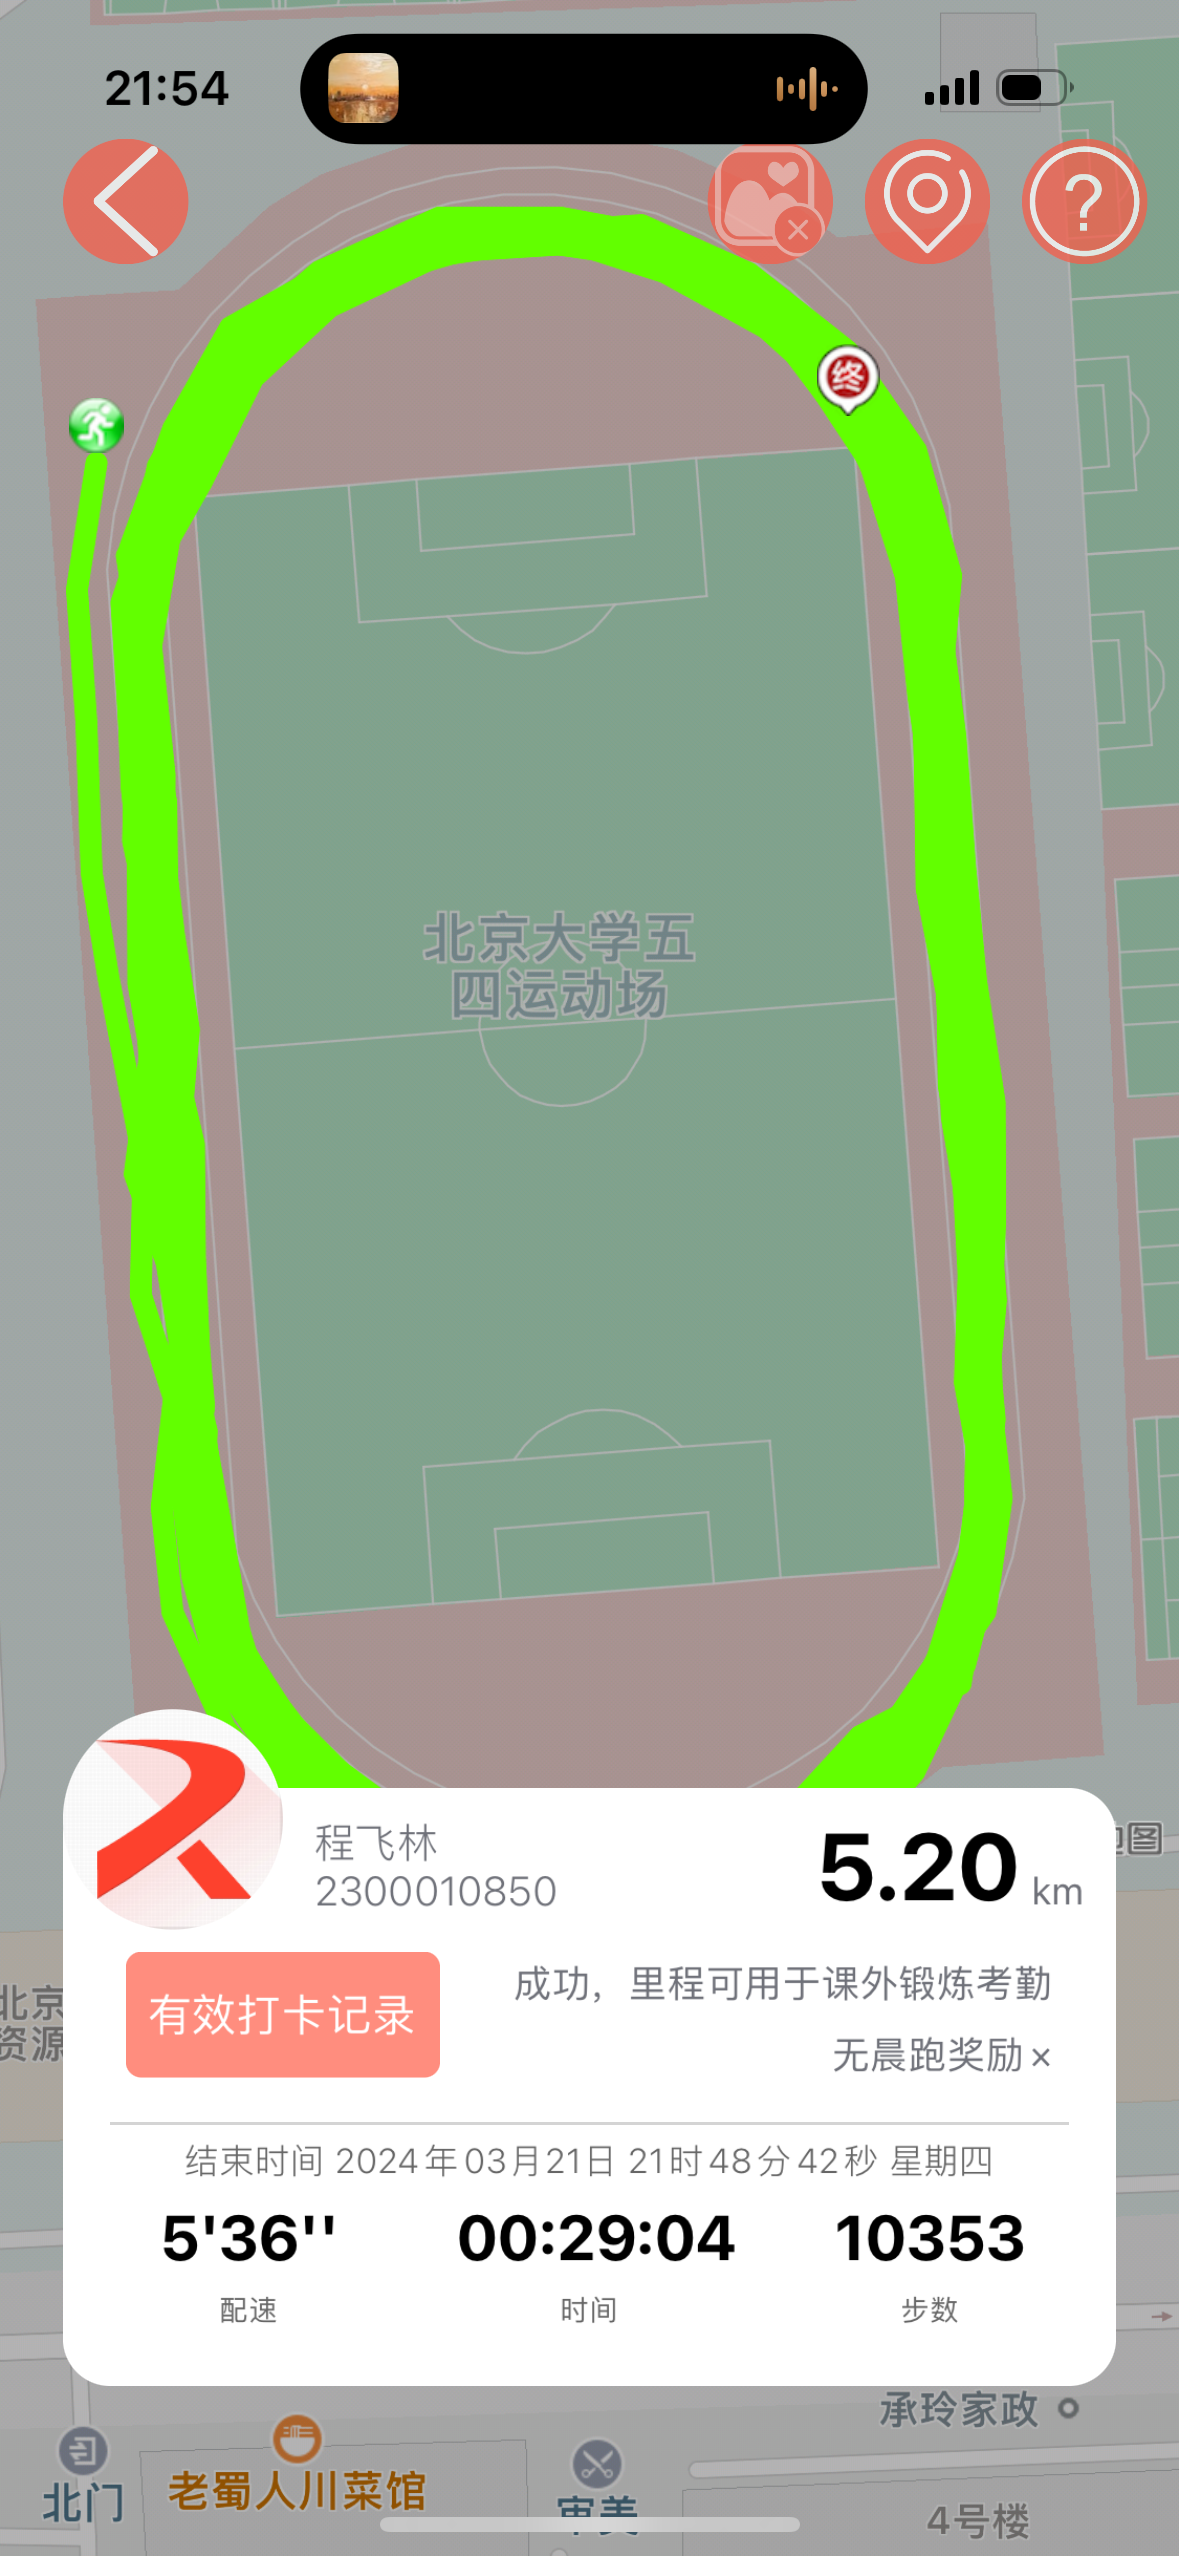 21:54
终
北京大学五
四运动场
程飞林
2300010850
5.20 km
图
有效打卡记录
成功，里程可用于课外锻炼考勤
无晨跑奖励×
北京
资源
结束时间 2024年03月21日 21时48分42秒 星期四
5'36''
00:29:04
10353
配速
时间
步数
承玲家政
北门
老蜀人川菜馆
审美
4号楼